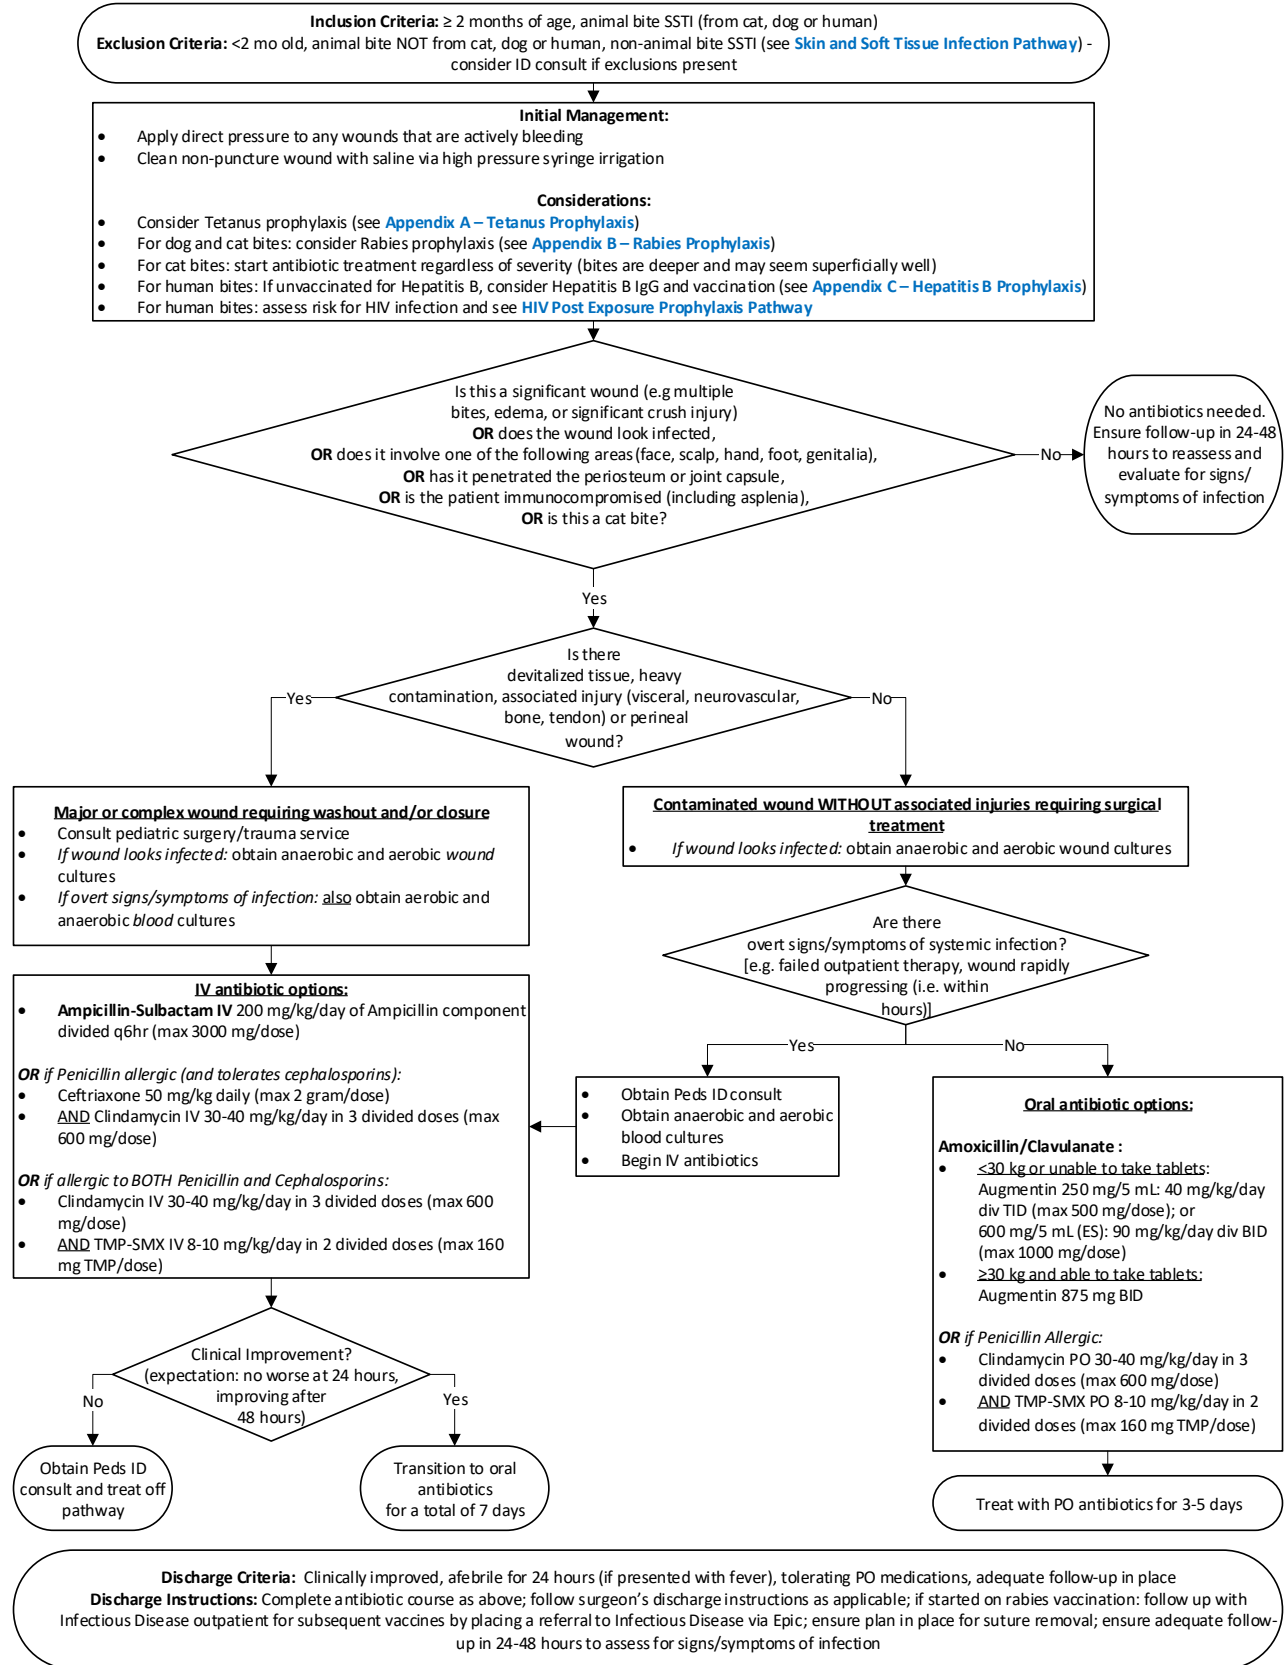 Inclusion Criteria: ≥ 2 months of age, animal bite SSTI (from cat, dog or human)
Exclusion Criteria: <2 mo old, animal bite NOT from cat, dog or human, non-animal bite SSTI (see Skin and Soft Tissue Infection Pathway) -
consider ID consult if exclusions present
Initial Management:
• Apply direct pressure to any wounds that are actively bleeding
• Clean non-puncture wound with saline via high pressure syringe irrigation
Considerations:
• Consider Tetanus prophylaxis (see Appendix A – Tetanus Prophylaxis)
• For dog and cat bites: consider Rabies prophylaxis (see Appendix B – Rabies Prophylaxis)
• For cat bites: start antibiotic treatment regardless of severity (bites are deeper and may seem superficially well)
• For human bites: If unvaccinated for Hepatitis B, consider Hepatitis B IgG and vaccination (see Appendix C – Hepatitis B Prophylaxis)
• For human bites: assess risk for HIV infection and see HIV Post Exposure Prophylaxis Pathway
Is this a significant wound (e.g multiple
bites, edema, or significant crush injury)
OR does the wound look infected,
OR does it involve one of the following areas (face, scalp, hand, foot, genitalia),
OR has it penetrated the periosteum or joint capsule,
OR is the patient immunocompromised (including asplenia),
OR is this a cat bite?
No
No antibiotics needed.
Ensure follow-up in 24-48
hours to reassess and
evaluate for signs/
symptoms of infection
Yes
Is there
devitalized tissue, heavy
contamination, associated injury (visceral, neurovascular,
bone, tendon) or perineal
wound?
Yes
No
Major or complex wound requiring washout and/or closure
• Consult pediatric surgery/trauma service
• If wound looks infected: obtain anaerobic and aerobic wound
cultures
• If overt signs/symptoms of infection: also obtain aerobic and
anaerobic blood cultures
Contaminated wound WITHOUT associated injuries requiring surgical
treatment
• If wound looks infected: obtain anaerobic and aerobic wound cultures
Are there
overt signs/symptoms of systemic infection?
[e.g. failed outpatient therapy, wound rapidly
progressing (i.e. within
hours)]
Yes
No
IV antibiotic options:
• Ampicillin-Sulbactam IV 200 mg/kg/day of Ampicillin component
divided q6hr (max 3000 mg/dose)
OR if Penicillin allergic (and tolerates cephalosporins):
• Ceftriaxone 50 mg/kg daily (max 2 gram/dose)
• AND Clindamycin IV 30-40 mg/kg/day in 3 divided doses (max
600 mg/dose)
OR if allergic to BOTH Penicillin and Cephalosporins:
• Clindamycin IV 30-40 mg/kg/day in 3 divided doses (max 600
mg/dose)
• AND TMP-SMX IV 8-10 mg/kg/day in 2 divided doses (max 160
mg TMP/dose)
• Obtain Peds ID consult
• Obtain anaerobic and aerobic
blood cultures
• Begin IV antibiotics
Oral antibiotic options:
Amoxicillin/Clavulanate :
• <30 kg or unable to take tablets:
Augmentin 250 mg/5 mL: 40 mg/kg/day
div TID (max 500 mg/dose); or
600 mg/5 mL (ES): 90 mg/kg/day div BID
(max 1000 mg/dose)
• ≥30 kg and able to take tablets:
Augmentin 875 mg BID
OR if Penicillin Allergic:
• Clindamycin PO 30-40 mg/kg/day in 3
divided doses (max 600 mg/dose)
• AND TMP-SMX PO 8-10 mg/kg/day in 2
divided doses (max 160 mg TMP/dose)
Clinical Improvement?
(expectation: no worse at 24 hours,
improving after
48 hours)
No
Yes
Obtain Peds ID
consult and treat off
pathway
Transition to oral
antibiotics
for a total of 7 days
Treat with PO antibiotics for 3-5 days
Discharge Criteria: Clinically improved, afebrile for 24 hours (if presented with fever), tolerating PO medications, adequate follow-up in place
Discharge Instructions: Complete antibiotic course as above; follow surgeon's discharge instructions as applicable; if started on rabies vaccination: follow up with
Infectious Disease outpatient for subsequent vaccines by placing a referral to Infectious Disease via Epic; ensure plan in place for suture removal; ensure adequate follow-
up in 24-48 hours to assess for signs/symptoms of infection